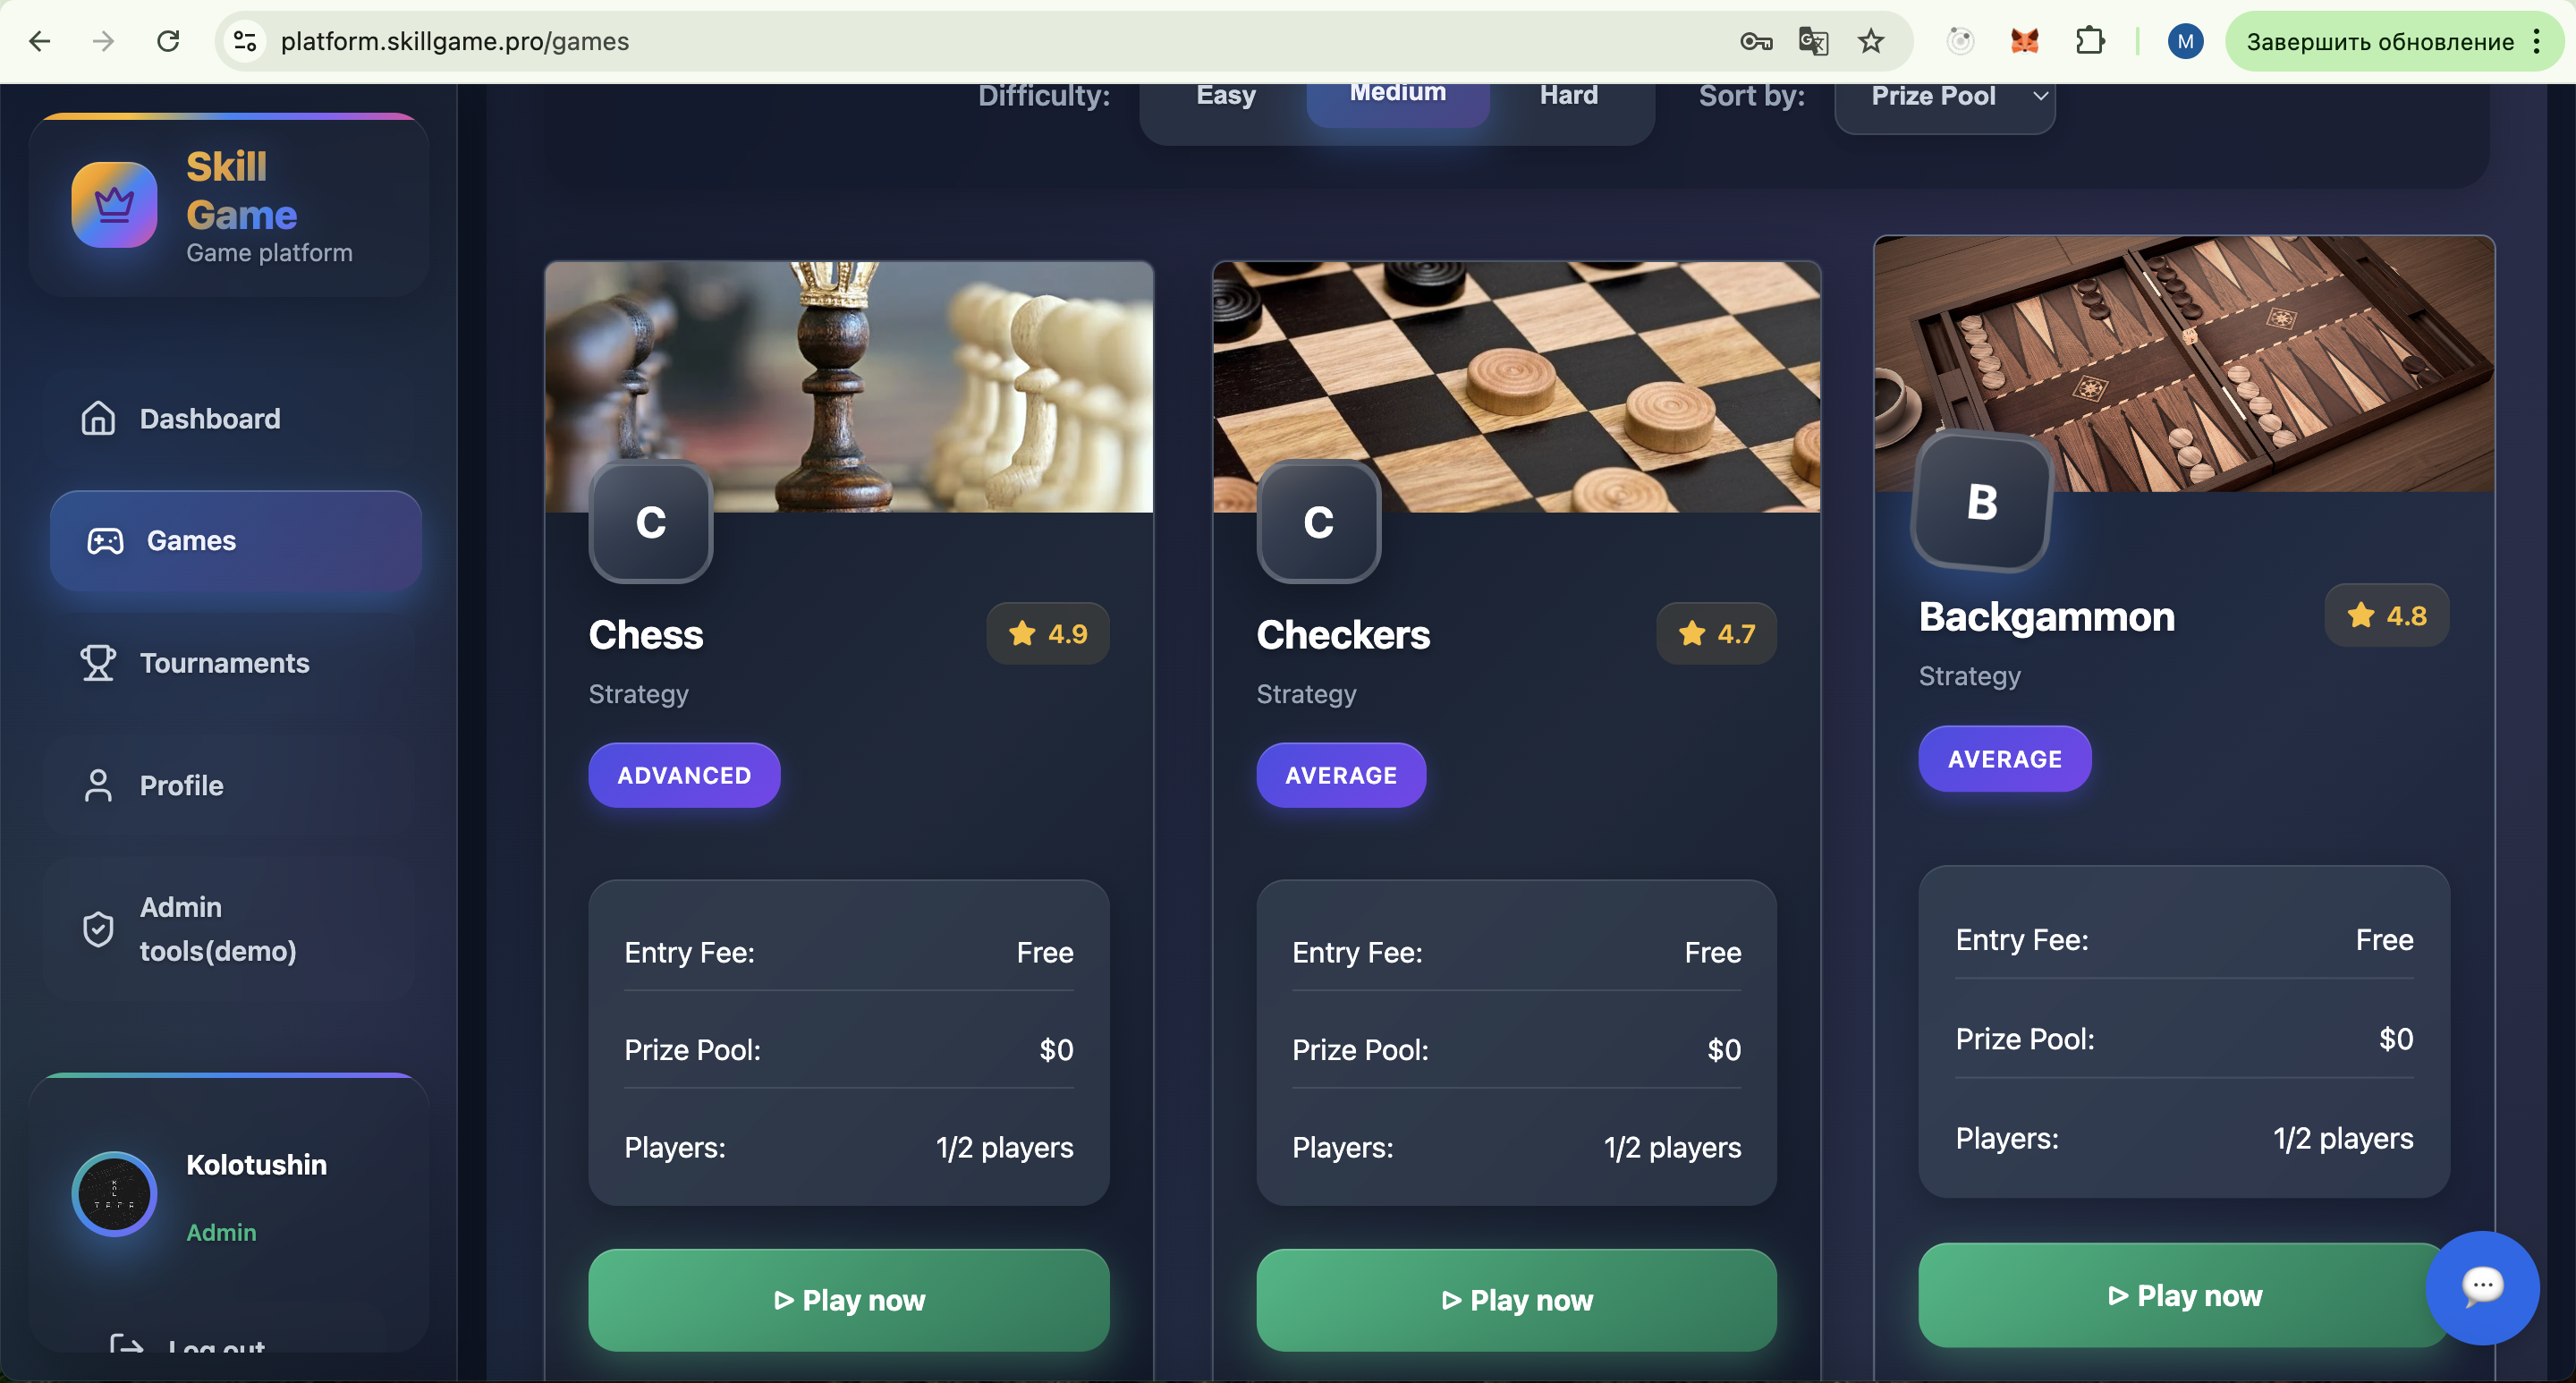 platform.skillgame.pro/games
M
Завершить обновление
Skill
Game
Game platform
Dashboard
Games
Tournaments
Profile
Admin
tools(demo)
Kolotushin
Admin
Log out
Difficulty:
Easy
Medium
Hard
Sort by:
Prize Pool
C
Chess
4.9
Strategy
ADVANCED
Entry Fee:
Free
Prize Pool:
$0
Players:
1/2 players
Play now
C
Checkers
4.7
Strategy
AVERAGE
Entry Fee:
Free
Prize Pool:
$0
Players:
1/2 players
Play now
B
Backgammon
4.8
Strategy
AVERAGE
Entry Fee:
Free
Prize Pool:
$0
Players:
1/2 players
Play now